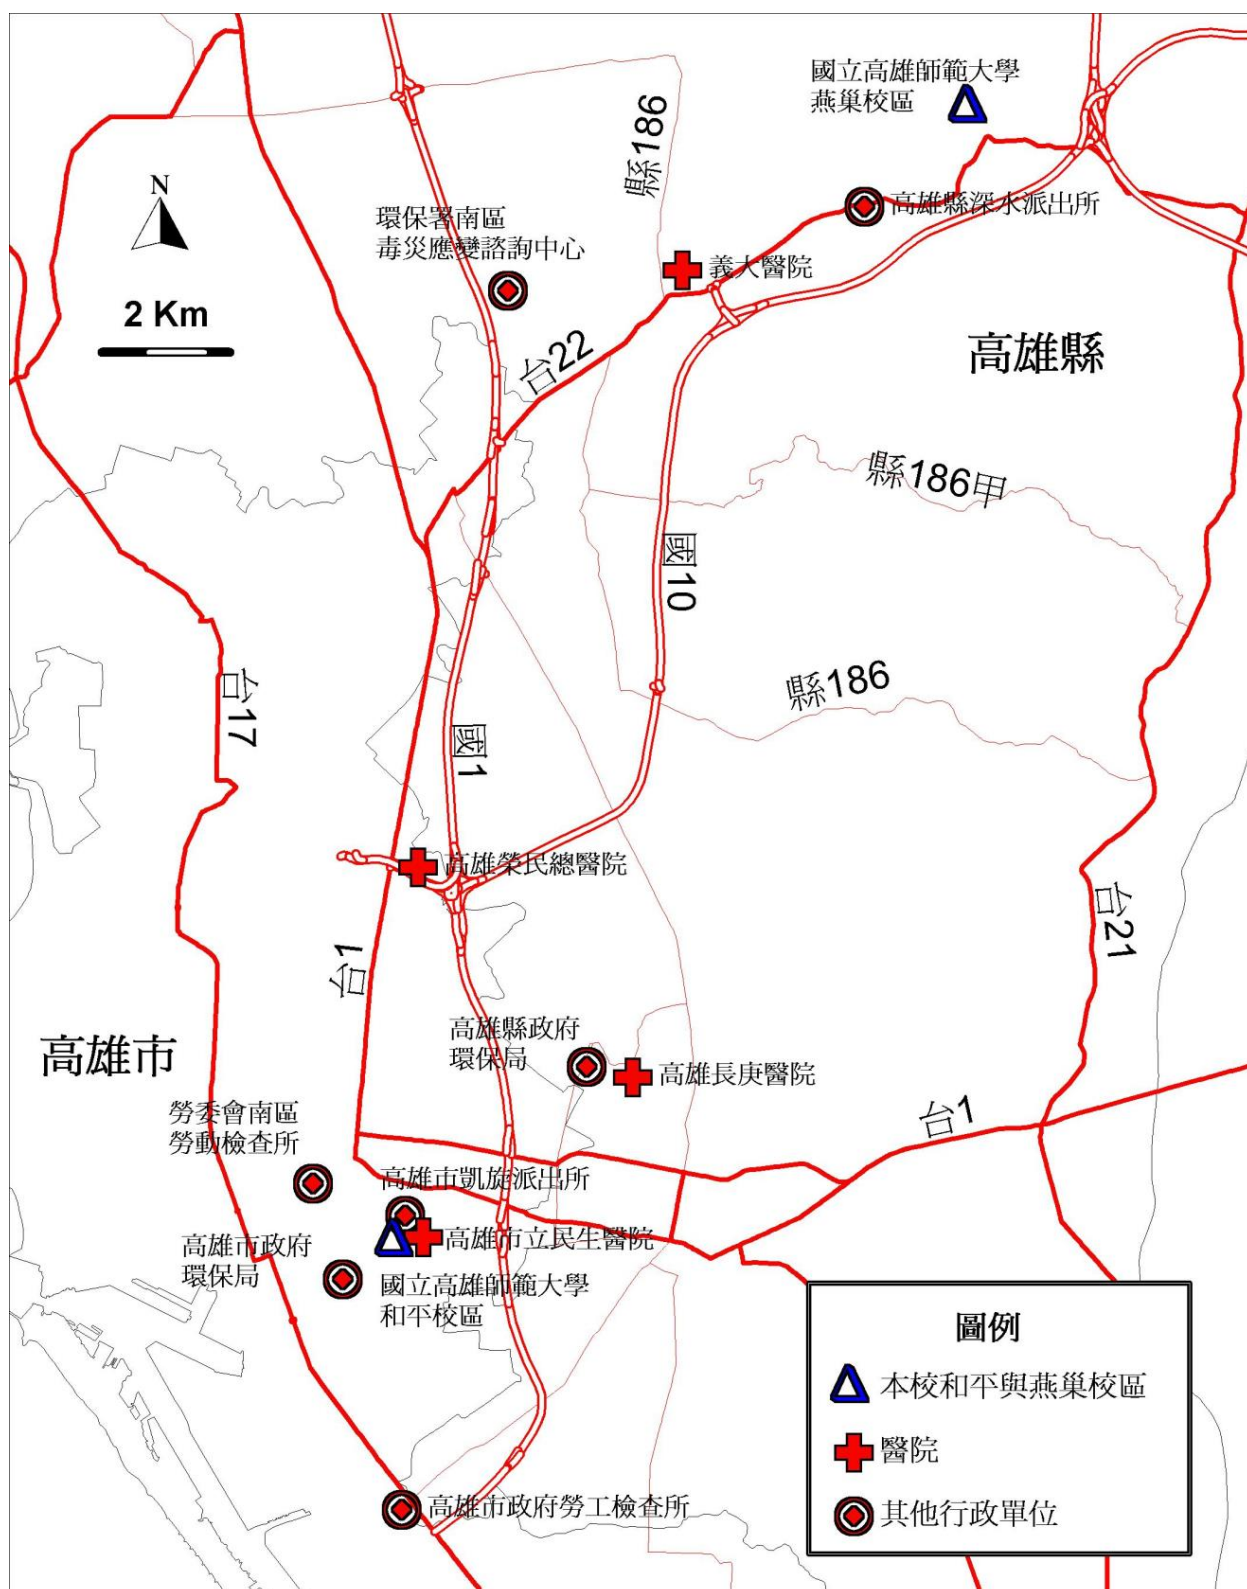 國立高雄師範大學
燕巢校區
縣186
N
環保署南區
毒災應變諮詢中心
高雄縣深水派出所
義大醫院
2 Km
台22
高雄縣
縣186甲
國10
縣186
台17
國1
高雄榮民總醫院
台21
台1
高雄縣政府
環保局
高雄市
高雄長庚醫院
勞委會南區
勞動檢查所
台1
高雄市凱旋派出所
高雄市立民生醫院
高雄市政府
環保局
國立高雄師範大學
和平校區
圖例
本校和平與燕巢校區
醫院
高雄市政府勞工檢查所
其他行政單位